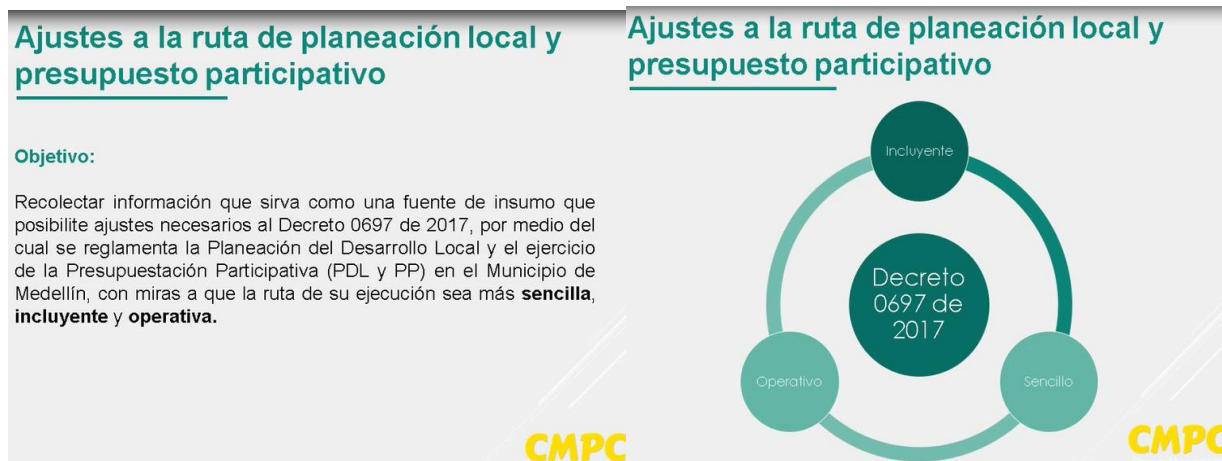 Ajustes a la ruta de planeación local y
presupuesto participativo
Objetivo:
Recolectar información que sirva como una fuente de insumo que
posibilite ajustes necesarios al Decreto 0697 de 2017, por medio del
cual se reglamenta la Planeación del Desarrollo Local y el ejercicio
de la Presupuestación Participativa (PDL y PP) en el Municipio de
Medellín, con miras a que la ruta de su ejecución sea más sencilla,
incluyente y operativa.
CMPC
Ajustes a la ruta de planeación local y
presupuesto participativo
Incluyente
Decreto
0697 de
2017
Operativo
Sencillo
CMPC